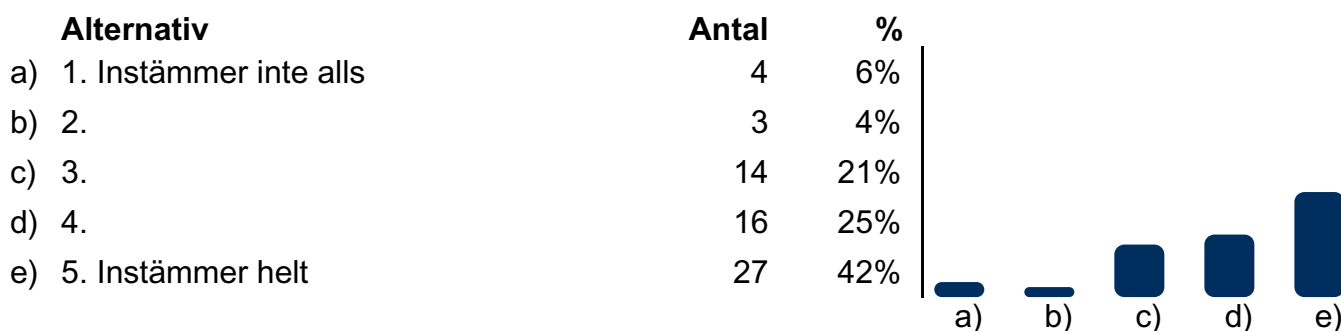 Alternativ Antal %
a) 1. Instämmer inte alls 4 6%
b) 2. 3 4%
c) 3. 14 21%
d) 4. 16 25%
e) 5. Instämmer helt 27 42%
a) b) c) d) e)